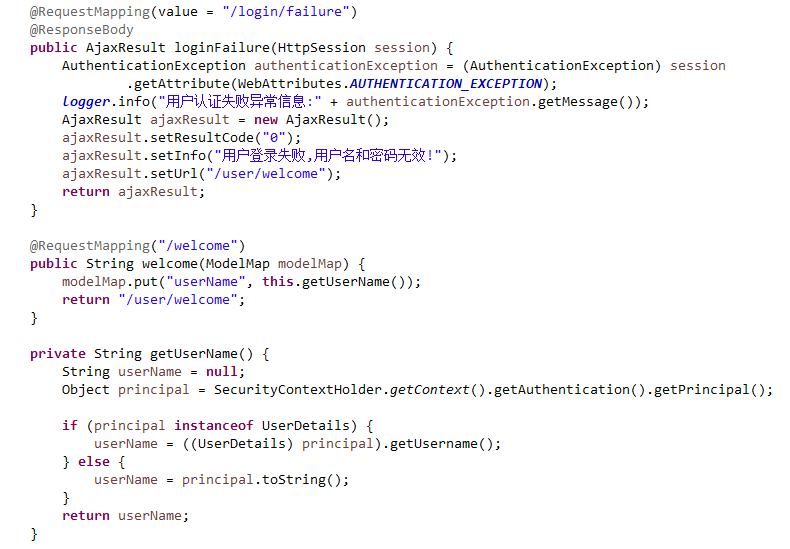 @RequestMapping(value = "/login/failure")
@ResponseBody
public AjaxResult loginFailure(HttpSession session) {
    AuthenticationException authenticationException = (AuthenticationException) session
            .getAttribute(WebAttributes.AUTHENTICATION_EXCEPTION);
    logger.info("用户认证失败异常信息:" + authenticationException.getMessage());
    AjaxResult ajaxResult = new AjaxResult();
    ajaxResult.setResultCode("0");
    ajaxResult.setInfo("用户登录失败,用户名和密码无效!");
    ajaxResult.setUrl("/user/welcome");
    return ajaxResult;
}

@RequestMapping("/welcome")
public String welcome(ModelMap modelMap) {
    modelMap.put("userName", this.getUserName());
    return "/user/welcome";
}

private String getUserName() {
    String userName = null;
    Object principal = SecurityContextHolder.getContext().getAuthentication().getPrincipal();

    if (principal instanceof UserDetails) {
        userName = ((UserDetails) principal).getUsername();
    } else {
        userName = principal.toString();
    }
    return userName;
}